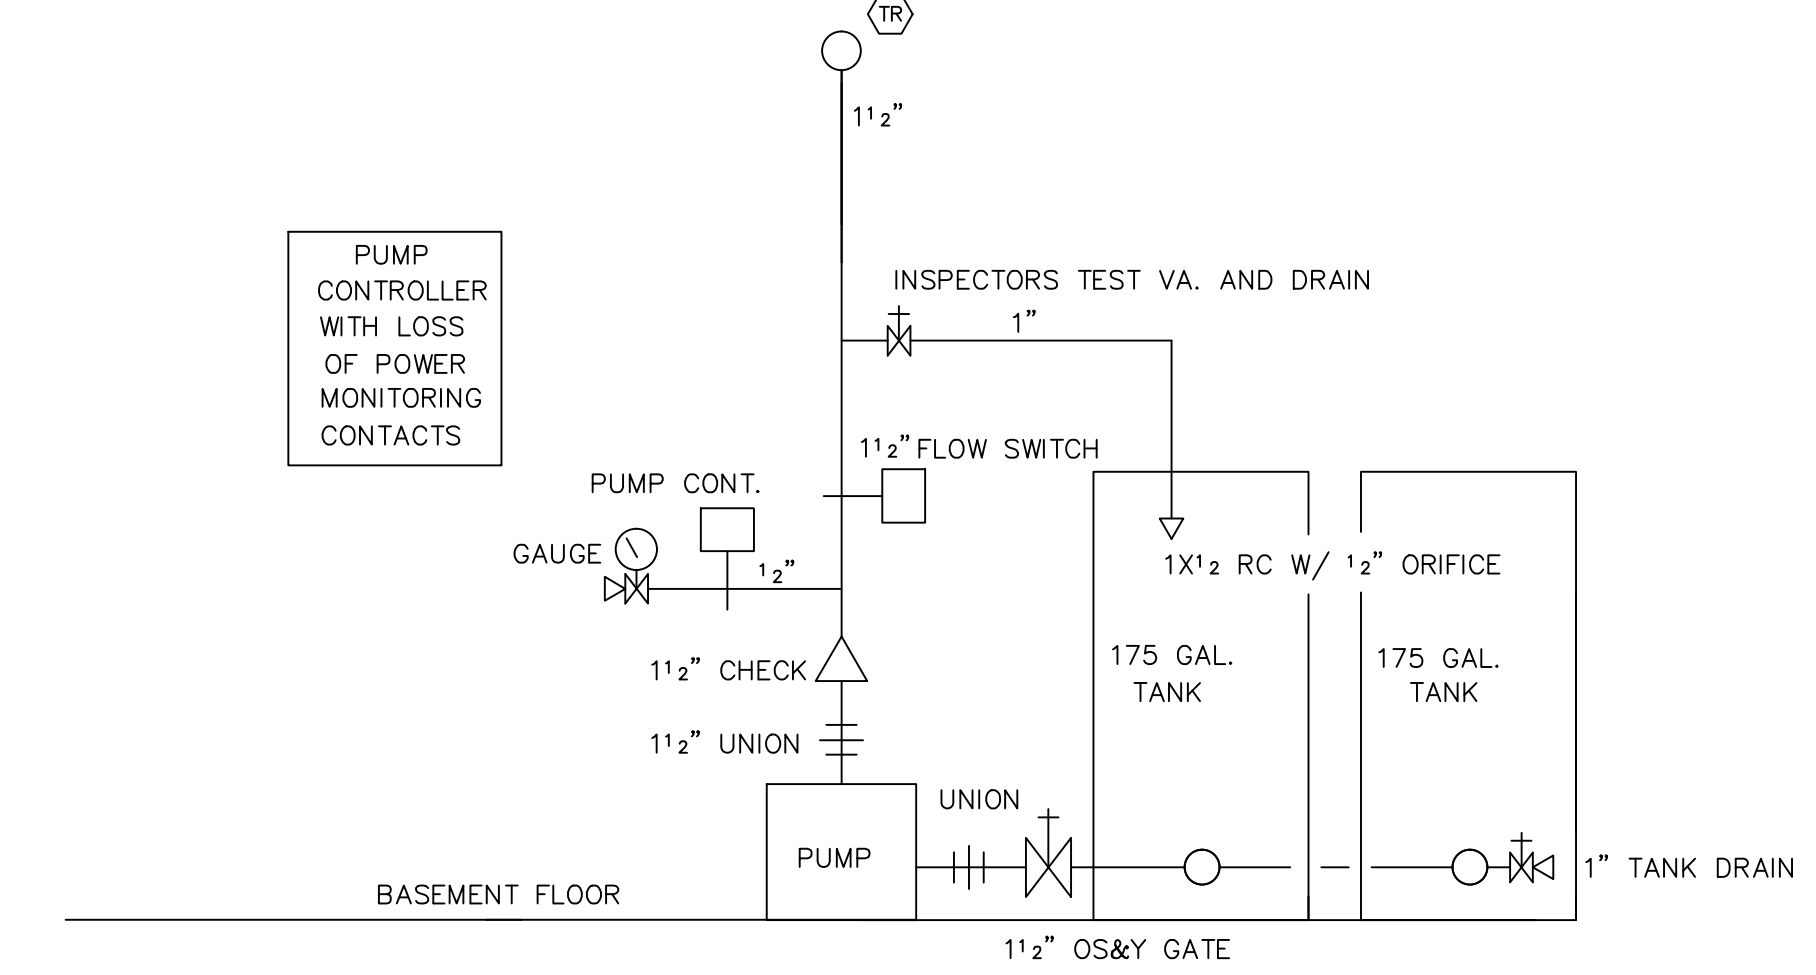 TR
1½"
PUMP
CONTROLLER
WITH LOSS
OF POWER
MONITORING
CONTACTS
INSPECTORS TEST VA. AND DRAIN
1"
1½" FLOW SWITCH
PUMP CONT.
GAUGE
½"
1X½ RC W/ ½" ORIFICE
1½" CHECK
175 GAL.
TANK
175 GAL.
TANK
1½" UNION
UNION
PUMP
1" TANK DRAIN
BASEMENT FLOOR
1½" OS&Y GATE